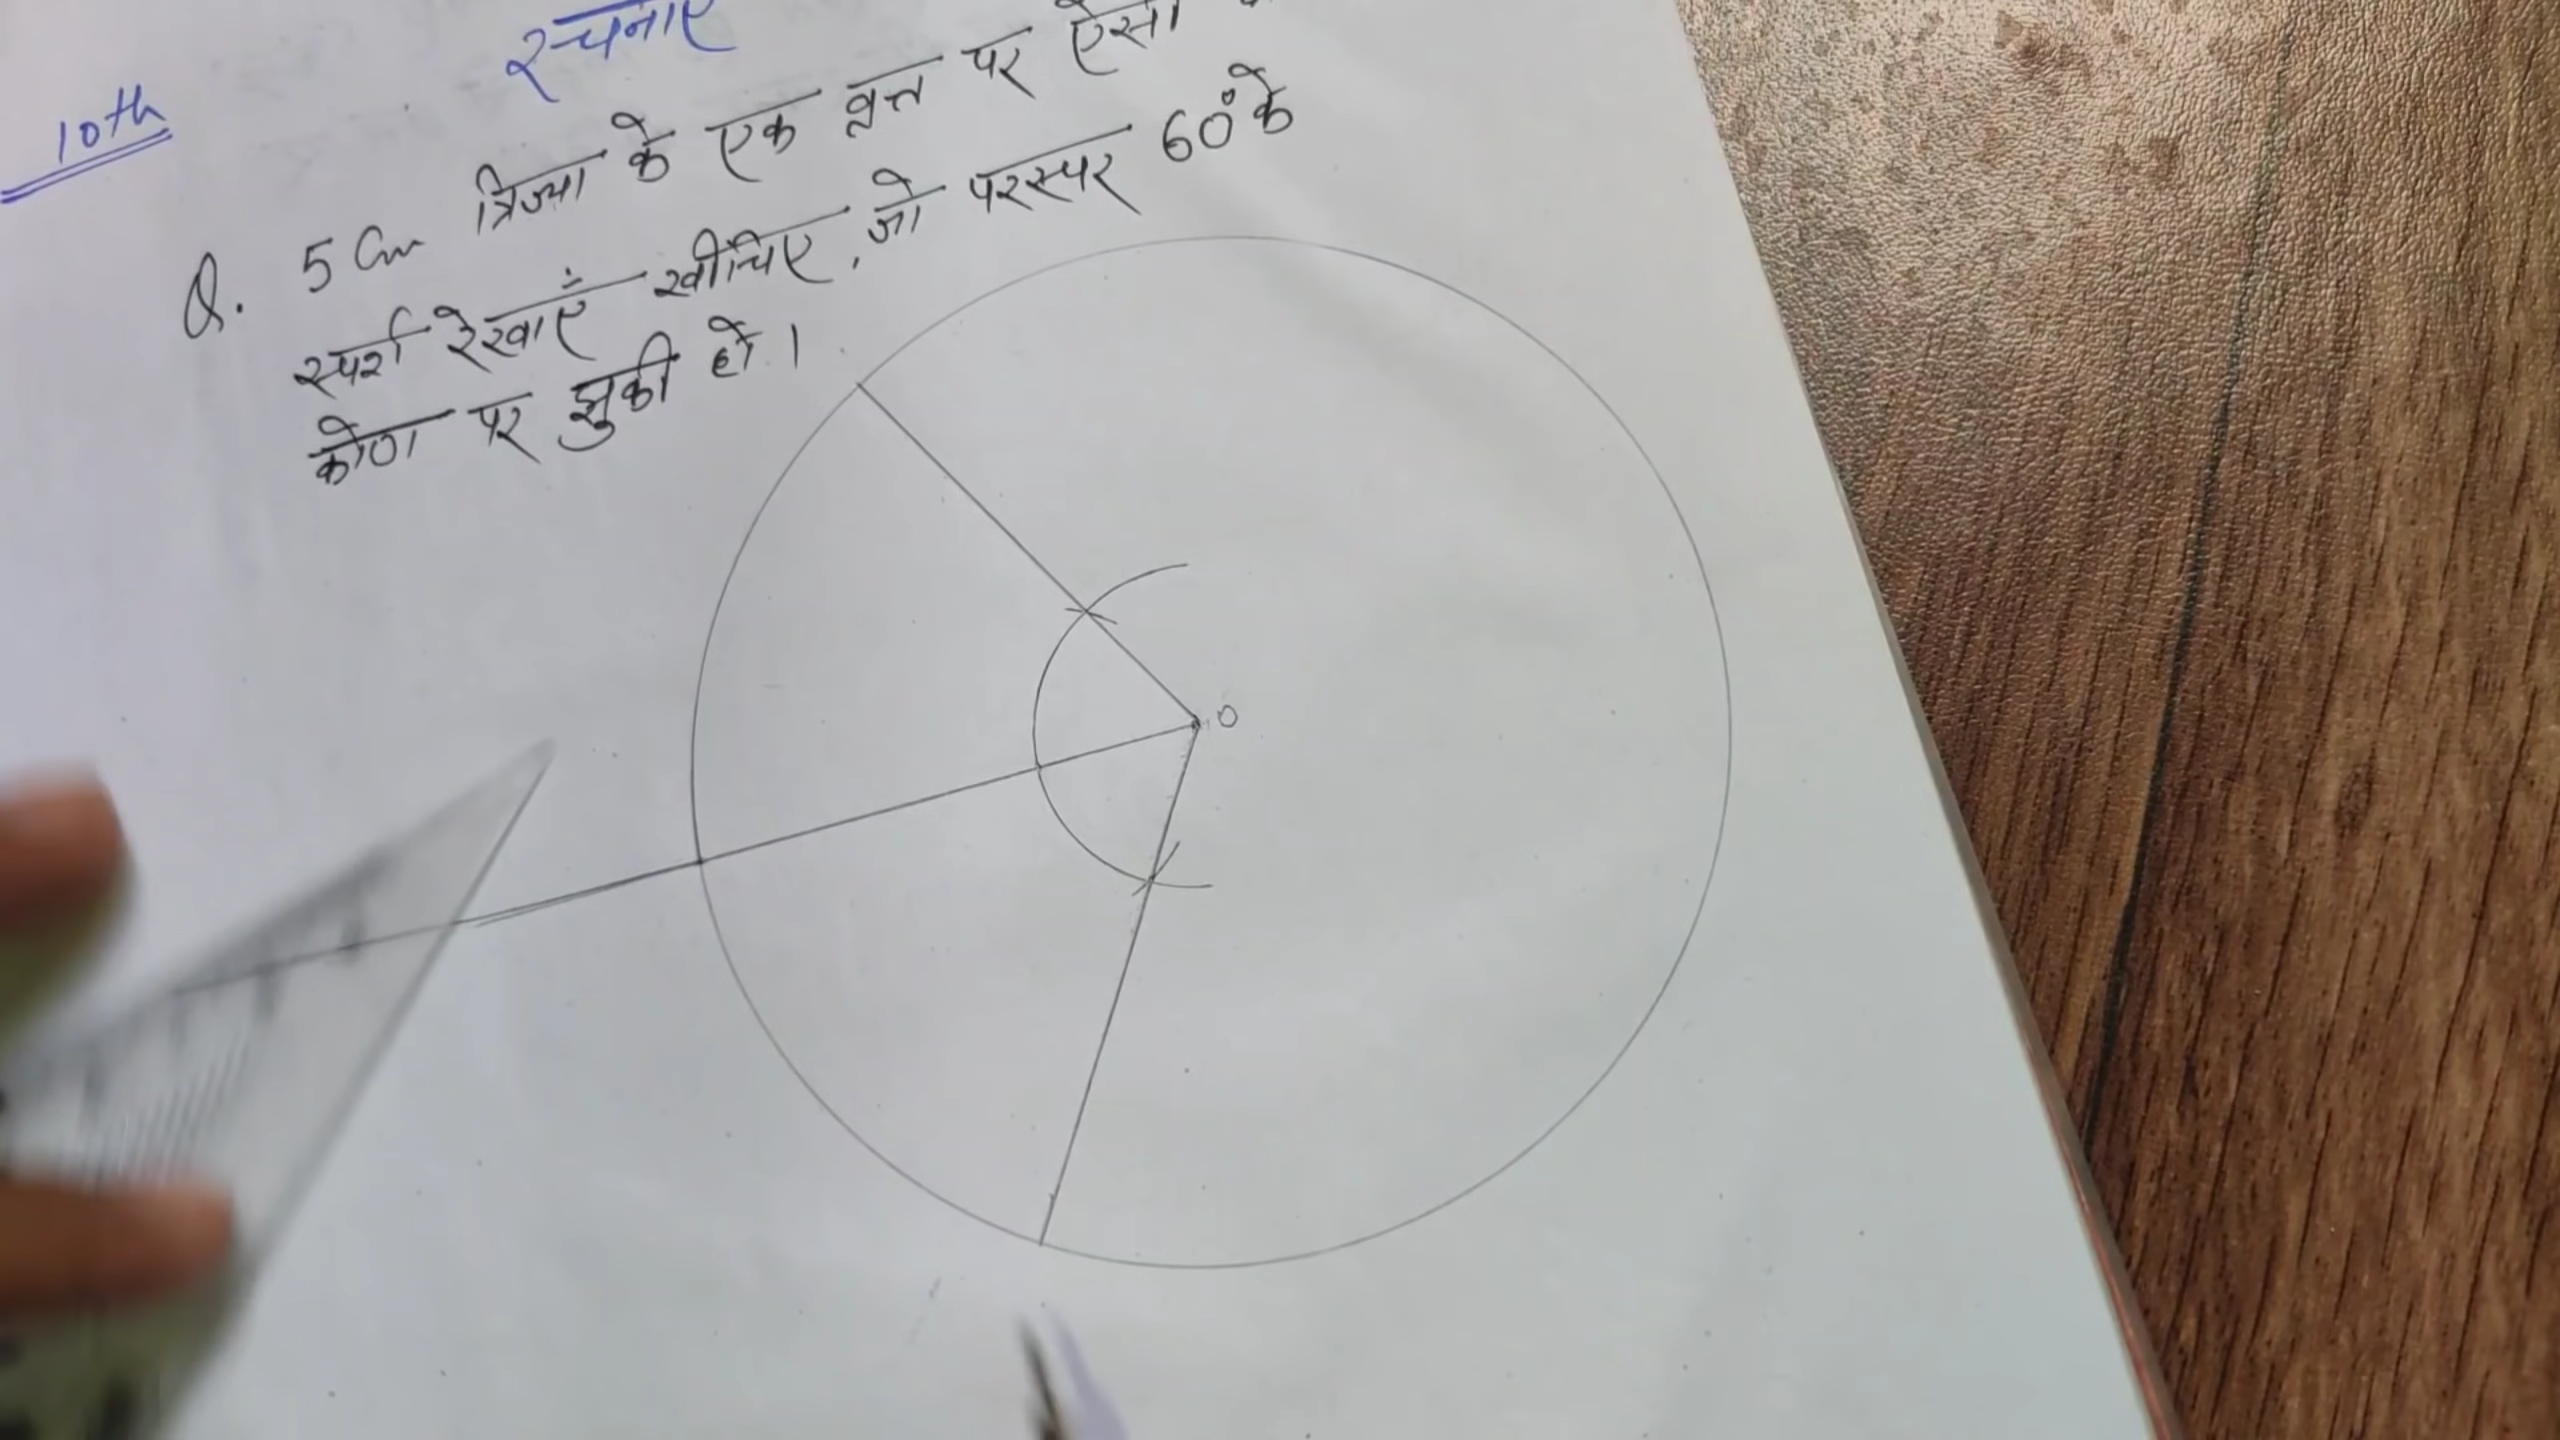 रचनाएं
10th
Q. 5 Cm त्रिज्या के एक वृत्त पर ऐसी
स्पर्श रेखाएँ खींचिए, जो परस्पर 60° के
कोण पर झुकी हो।
O